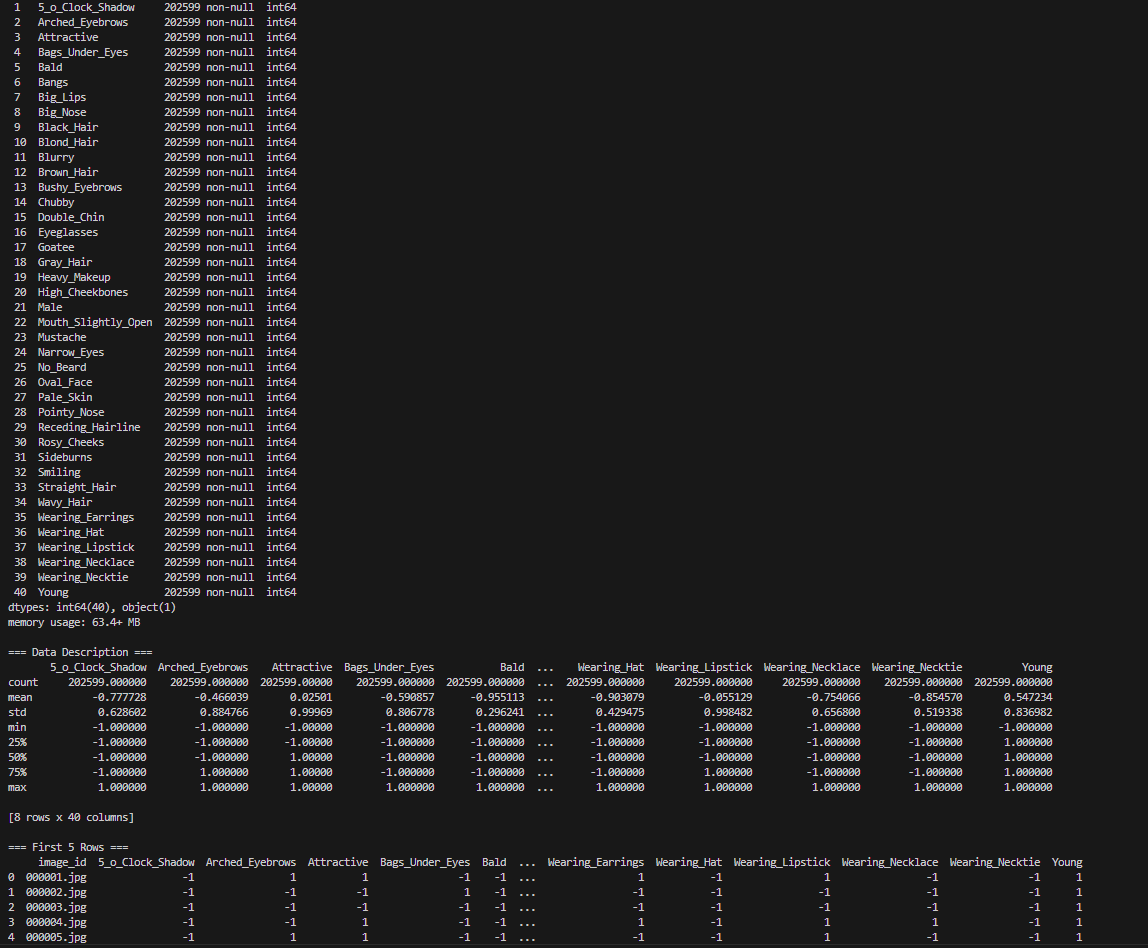 1 5_o_Clock_Shadow 202599 non-null int64
2 Arched_Eyebrows 202599 non-null int64
3 Attractive 202599 non-null int64
4 Bags_Under_Eyes 202599 non-null int64
5 Bald 202599 non-null int64
6 Bangs 202599 non-null int64
7 Big_Lips 202599 non-null int64
8 Big_Nose 202599 non-null int64
9 Black_Hair 202599 non-null int64
10 Blond_Hair 202599 non-null int64
11 Blurry 202599 non-null int64
12 Brown_Hair 202599 non-null int64
13 Bushy_Eyebrows 202599 non-null int64
14 Chubby 202599 non-null int64
15 Double_Chin 202599 non-null int64
16 Eyeglasses 202599 non-null int64
17 Goatee 202599 non-null int64
18 Gray_Hair 202599 non-null int64
19 Heavy_Makeup 202599 non-null int64
20 High_Cheekbones 202599 non-null int64
21 Male 202599 non-null int64
22 Mouth_Slightly_Open 202599 non-null int64
23 Mustache 202599 non-null int64
24 Narrow_Eyes 202599 non-null int64
25 No_Beard 202599 non-null int64
26 Oval_Face 202599 non-null int64
27 Pale_Skin 202599 non-null int64
28 Pointy_Nose 202599 non-null int64
29 Receding_Hairline 202599 non-null int64
30 Rosy_Cheeks 202599 non-null int64
31 Sideburns 202599 non-null int64
32 Smiling 202599 non-null int64
33 Straight_Hair 202599 non-null int64
34 Wavy_Hair 202599 non-null int64
35 Wearing_Earrings 202599 non-null int64
36 Wearing_Hat 202599 non-null int64
37 Wearing_Lipstick 202599 non-null int64
38 Wearing_Necklace 202599 non-null int64
39 Wearing_Necktie 202599 non-null int64
40 Young 202599 non-null int64
dtypes: int64(40), object(1)
memory usage: 63.4+ MB
=== Data Description ===
5_o_Clock_Shadow Arched_Eyebrows Attractive Bags_Under_Eyes Bald ... Wearing_Hat Wearing_Lipstick Wearing_Necklace Wearing_Necktie Young
count 202599.000000 202599.000000 202599.00000 202599.000000 202599.000000 ... 202599.000000 202599.000000 202599.000000 202599.000000 202599.000000
mean -0.777728 -0.466039 0.02501 -0.590857 -0.955113 ... -0.903079 -0.055129 -0.754066 -0.854570 0.547234
std 0.628602 0.884766 0.99969 0.806778 0.296241 ... 0.429475 0.998482 0.656800 0.519338 0.836982
min -1.000000 -1.000000 -1.00000 -1.000000 -1.000000 ... -1.000000 -1.000000 -1.000000 -1.000000 -1.000000
25% -1.000000 -1.000000 -1.00000 -1.000000 -1.000000 ... -1.000000 -1.000000 -1.000000 -1.000000 1.000000
50% -1.000000 -1.000000 1.00000 -1.000000 -1.000000 ... -1.000000 -1.000000 -1.000000 -1.000000 1.000000
75% -1.000000 1.000000 1.00000 -1.000000 -1.000000 ... -1.000000 1.000000 -1.000000 -1.000000 1.000000
max 1.000000 1.000000 1.00000 1.000000 1.000000 ... 1.000000 1.000000 1.000000 1.000000 1.000000
[8 rows x 40 columns]
=== First 5 Rows ===
image_id 5_o_Clock_Shadow Arched_Eyebrows Attractive Bags_Under_Eyes Bald ... Wearing_Earrings Wearing_Hat Wearing_Lipstick Wearing_Necklace Wearing_Necktie Young
0 000001.jpg -1 1 1 -1 -1 ... 1 -1 1 -1 -1 1
1 000002.jpg -1 -1 -1 1 -1 ... -1 -1 -1 -1 -1 1
2 000003.jpg -1 -1 -1 -1 -1 ... -1 -1 -1 -1 -1 1
3 000004.jpg -1 -1 1 -1 -1 ... 1 -1 1 1 -1 1
4 000005.jpg -1 1 1 -1 -1 ... -1 -1 1 -1 -1 1